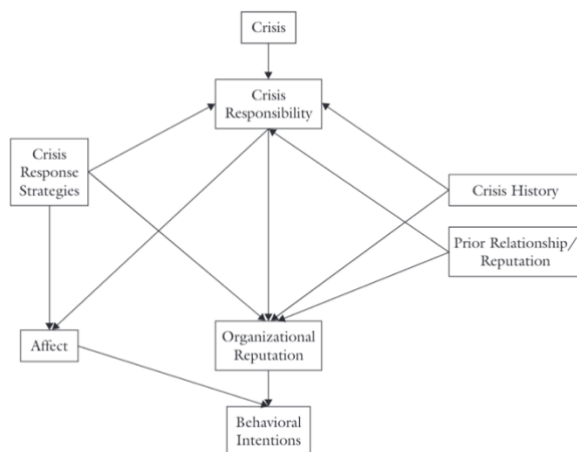 Crisis
Crisis
Responsibility
Crisis
Response
Strategies
Crisis History
Prior Relationship/
Reputation
Affect
Organizational
Reputation
Behavioral
Intentions